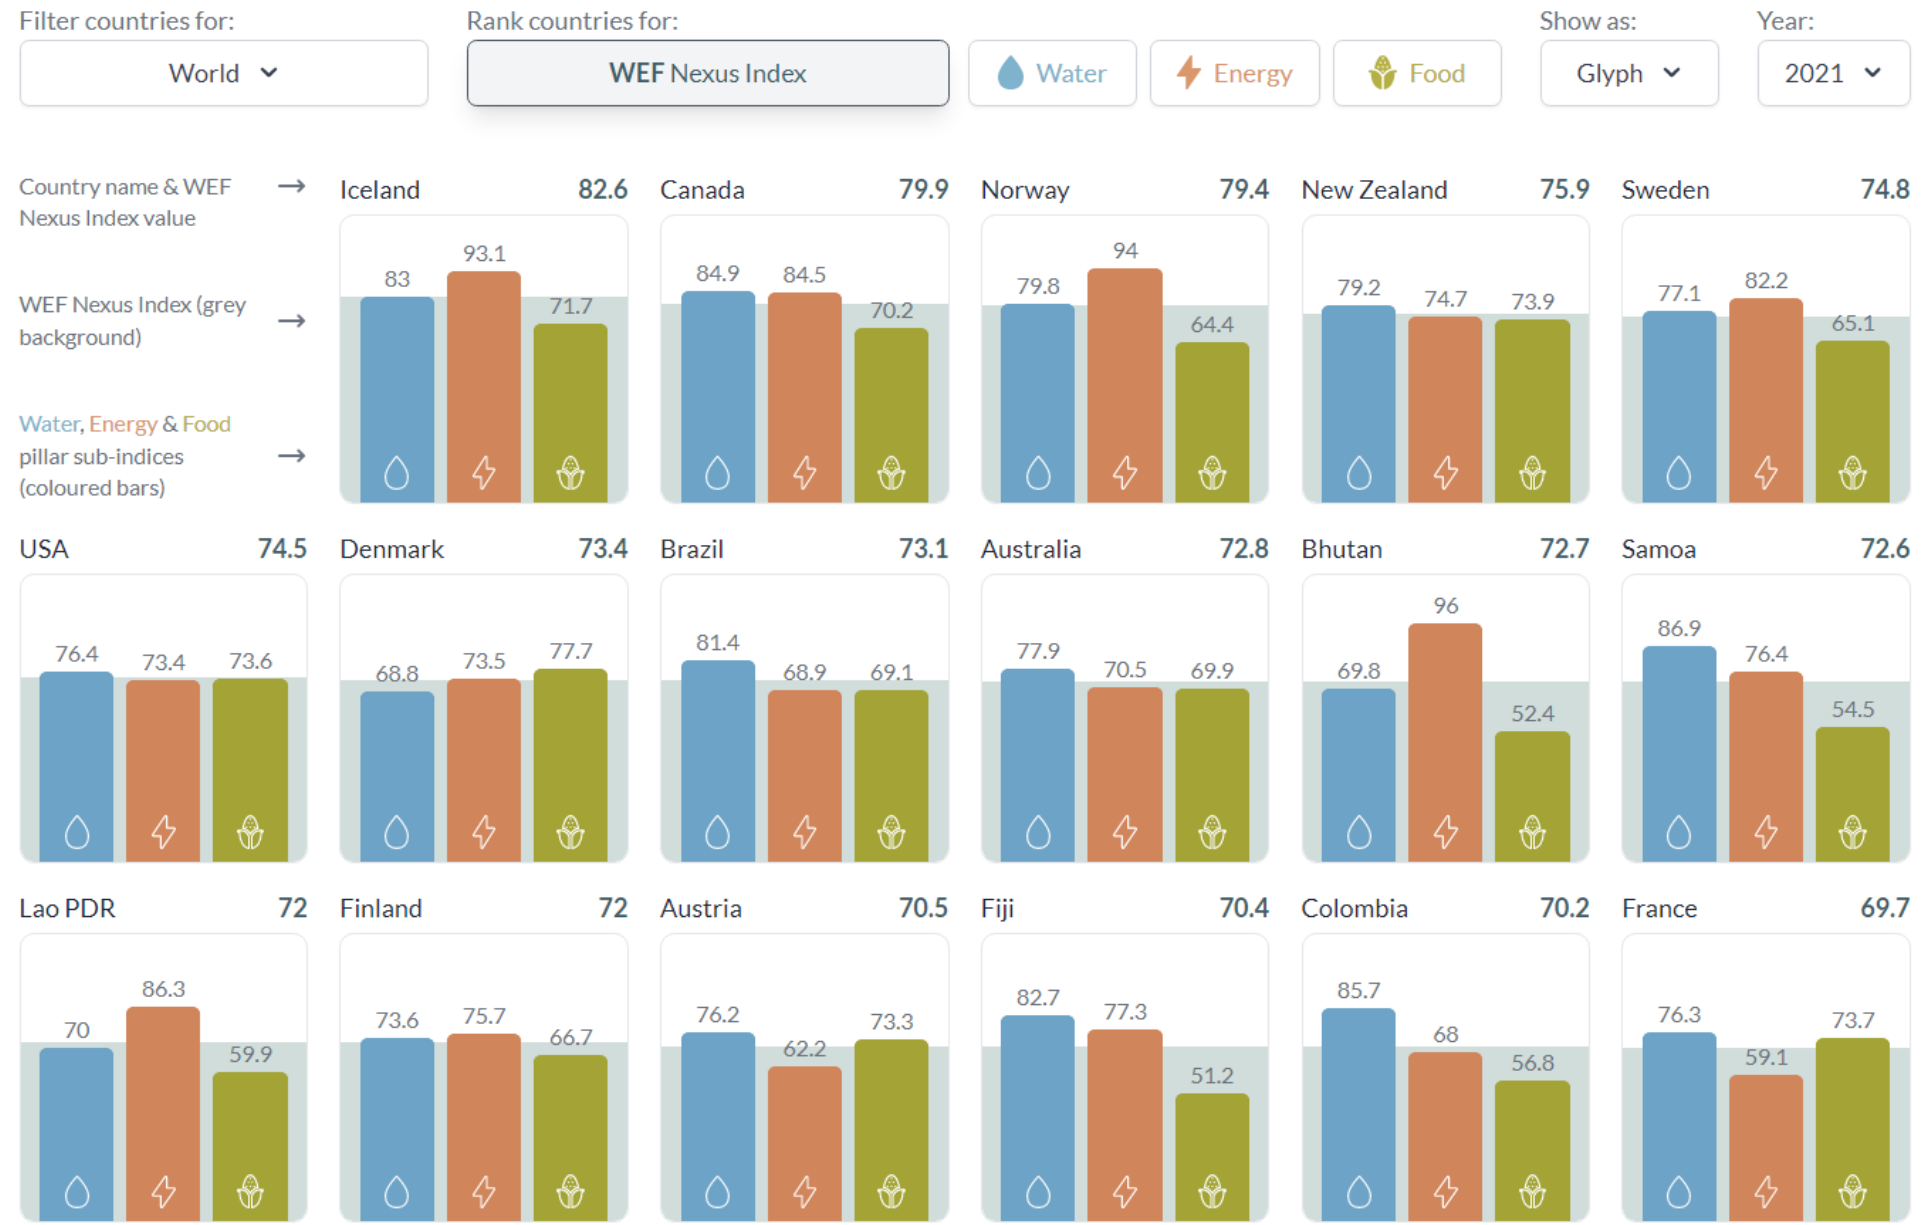 Filter countries for:
Rank countries for:
Show as:
Year:
World
WEF Nexus Index
Water
Energy
Food
Glyph
2021
Country name & WEF
Nexus Index value
WEF Nexus Index (grey
background)
Water, Energy & Food
pillar sub-indices
(coloured bars)
Iceland 82.6
83 93.1 71.7
Canada 79.9
84.9 84.5 70.2
Norway 79.4
79.8 94 64.4
New Zealand 75.9
79.2 74.7 73.9
Sweden 74.8
77.1 82.2 65.1
USA 74.5
76.4 73.4 73.6
Denmark 73.4
68.8 73.5 77.7
Brazil 73.1
81.4 68.9 69.1
Australia 72.8
77.9 70.5 69.9
Bhutan 72.7
69.8 96 52.4
Samoa 72.6
86.9 76.4 54.5
Lao PDR 72
70 86.3 59.9
Finland 72
73.6 75.7 66.7
Austria 70.5
76.2 62.2 73.3
Fiji 70.4
82.7 77.3 51.2
Colombia 70.2
85.7 68 56.8
France 69.7
76.3 59.1 73.7